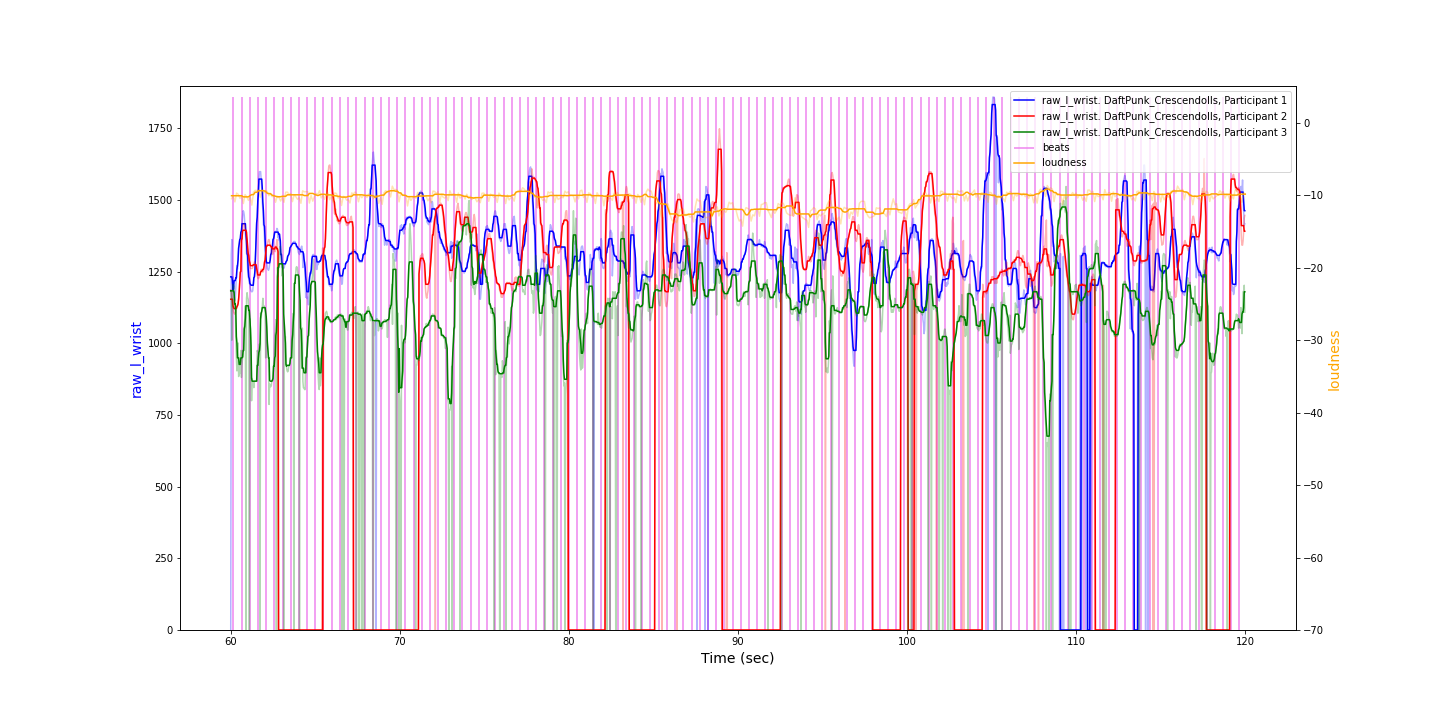 raw_l_wrist. DaftPunk_Crescendolls, Participant 1
raw_l_wrist. DaftPunk_Crescendolls, Participant 2
raw_l_wrist. DaftPunk_Crescendolls, Participant 3
beats
loudness
1750
1500
1250
1000
750
500
250
0
raw_l_wrist
0
−10
−20
−30
−40
−50
−60
−70
loudness
60 70 80 90 100 110 120
Time (sec)